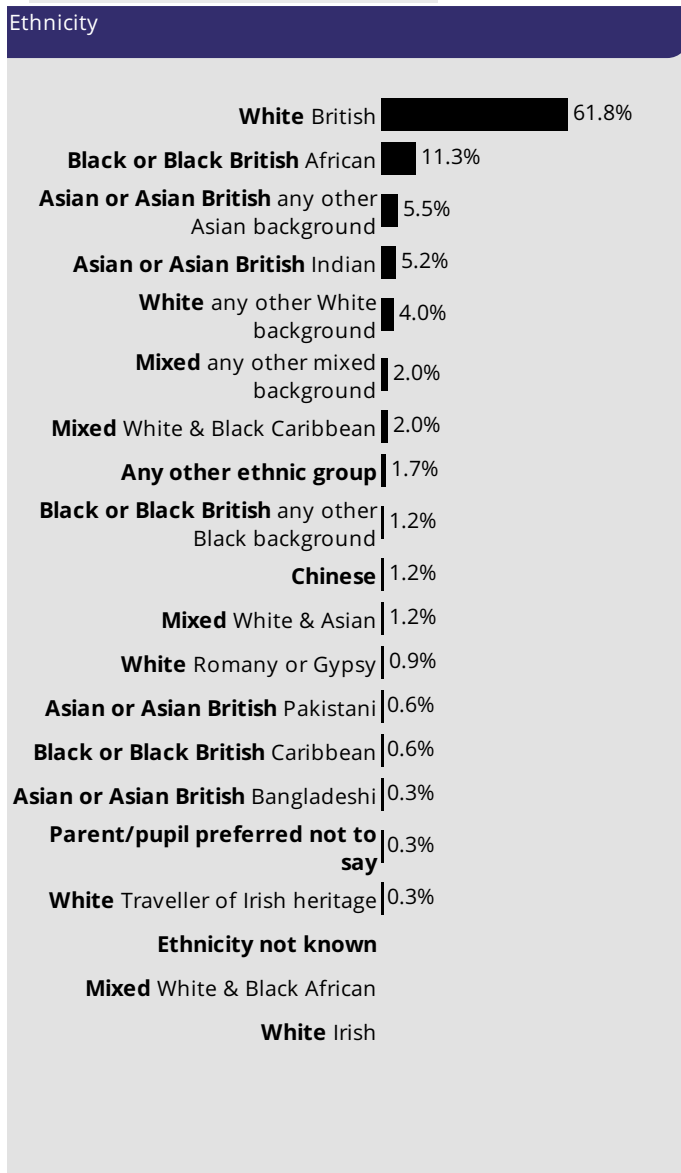 Ethnicity
White British 61.8%
Black or Black British African 11.3%
Asian or Asian British any other
Asian background 5.5%
Asian or Asian British Indian 5.2%
White any other White
background 4.0%
Mixed any other mixed
background 2.0%
Mixed White & Black Caribbean 2.0%
Any other ethnic group 1.7%
Black or Black British any other
Black background 1.2%
Chinese 1.2%
Mixed White & Asian 1.2%
White Romany or Gypsy 0.9%
Asian or Asian British Pakistani 0.6%
Black or Black British Caribbean 0.6%
Asian or Asian British Bangladeshi 0.3%
Parent/pupil preferred not to
say 0.3%
White Traveller of Irish heritage 0.3%
Ethnicity not known
Mixed White & Black African
White Irish